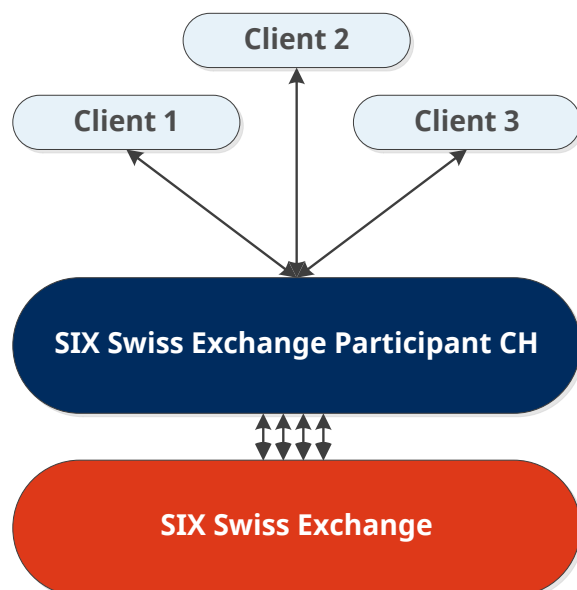 Client 2
Client 1
Client 3
SIX Swiss Exchange Participant CH
SIX Swiss Exchange